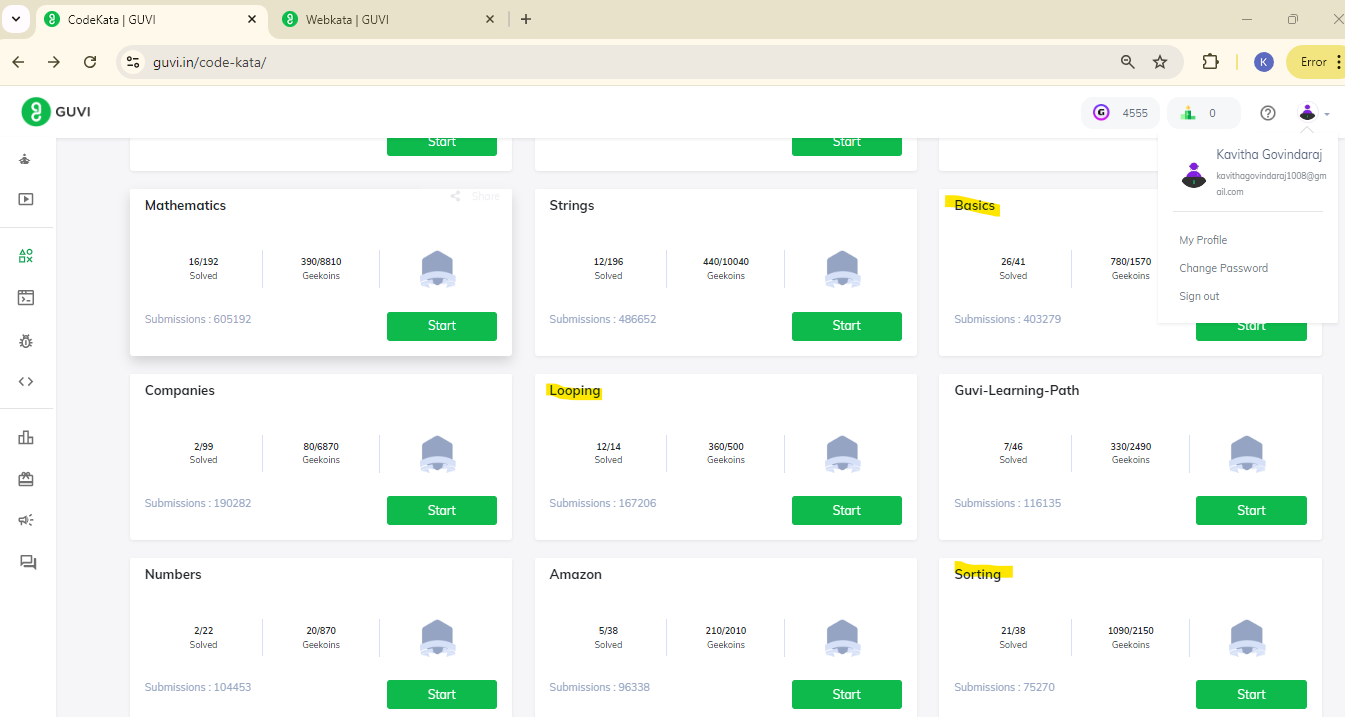 CodeKata | GUVI
Webkata | GUVI
guvi.in/code-kata/
K
Error
GUVI
4555
0
Kavitha Govindaraj
kavithagovindaraj1008@gm
ail.com
My Profile
Change Password
Sign out
Start
Start
Mathematics
Share
16/192
Solved
390/8810
Geekoins
Submissions : 605192
Start
Strings
12/196
Solved
440/10040
Geekoins
Submissions : 486652
Start
Basics
26/41
Solved
780/1570
Geekoins
Submissions : 403279
Start
Companies
2/99
Solved
80/6870
Geekoins
Submissions : 190282
Start
Looping
12/14
Solved
360/500
Geekoins
Submissions : 167206
Start
Guvi-Learning-Path
7/46
Solved
330/2490
Geekoins
Submissions : 116135
Start
Numbers
2/22
Solved
20/870
Geekoins
Submissions : 104453
Start
Amazon
5/38
Solved
210/2010
Geekoins
Submissions : 96338
Start
Sorting
21/38
Solved
1090/2150
Geekoins
Submissions : 75270
Start